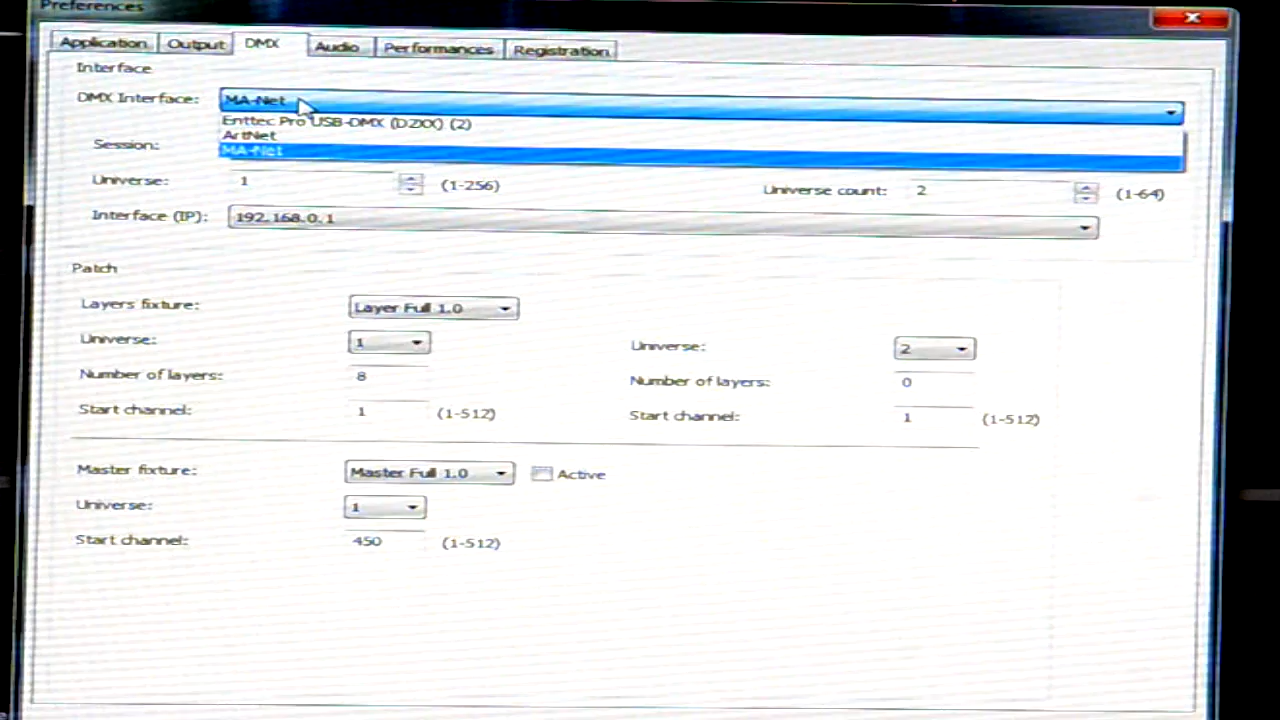 Preferences
Application Output DMX Audio Performances Registration
Interface
DMX Interface: MA-Net
Enttec Pro USB-DMX (D2XX) (2)
ArtNet
Session: MA-Net
Universe: 1 (1-256) Universe count: 2 (1-64)
Interface (IP): 192.168.0.1
Patch
Layers fixture: Layer Full 1.0
Universe: 1 Universe: 2
Number of layers: 8 Number of layers: 0
Start channel: 1 (1-512) Start channel: 1 (1-512)
Master fixture: Master Full 1.0 Active
Universe: 1
Start channel: 450 (1-512)